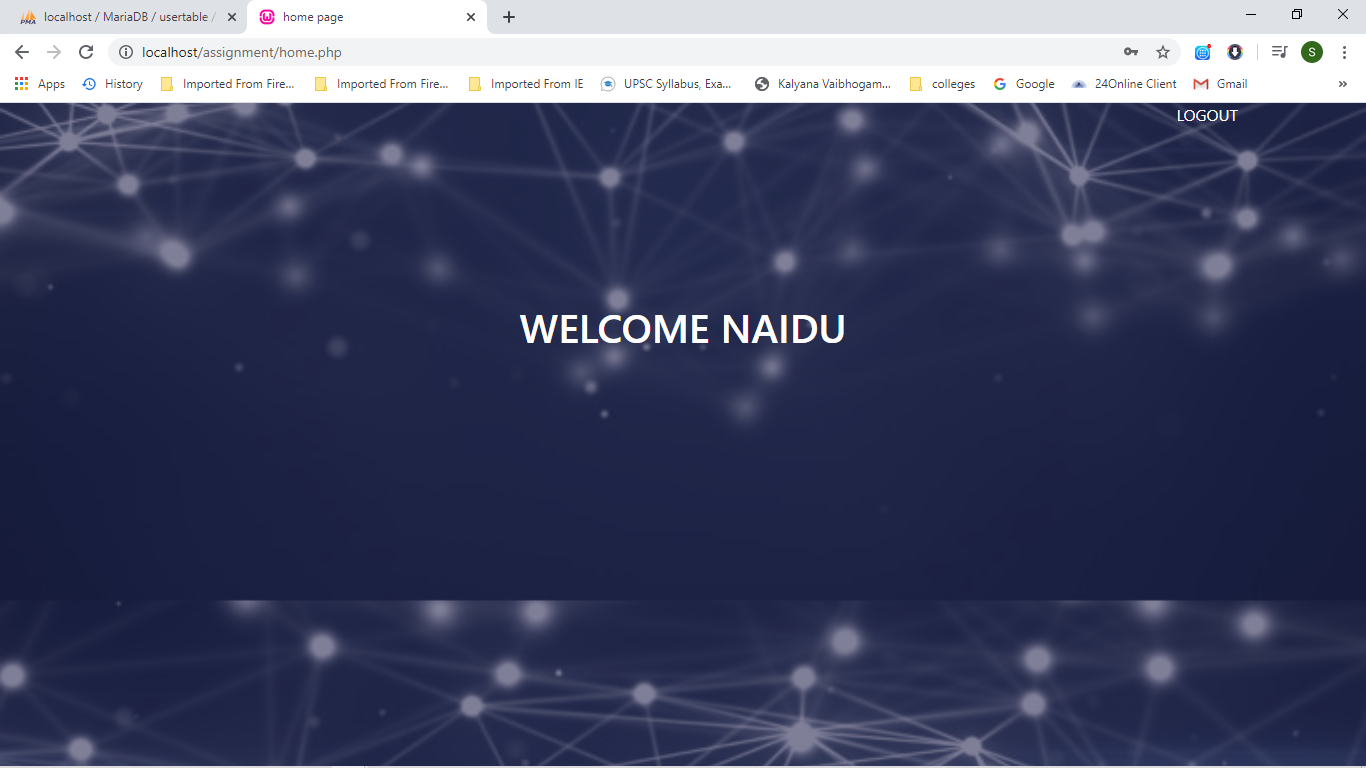 localhost / MariaDB / usertable /
home page
localhost/assignment/home.php
S
Apps
History
Imported From Fire...
Imported From Fire...
Imported From IE
UPSC Syllabus, Exa...
Kalyana Vaibhogam...
colleges
Google
24Online Client
Gmail
»
LOGOUT
WELCOME NAIDU